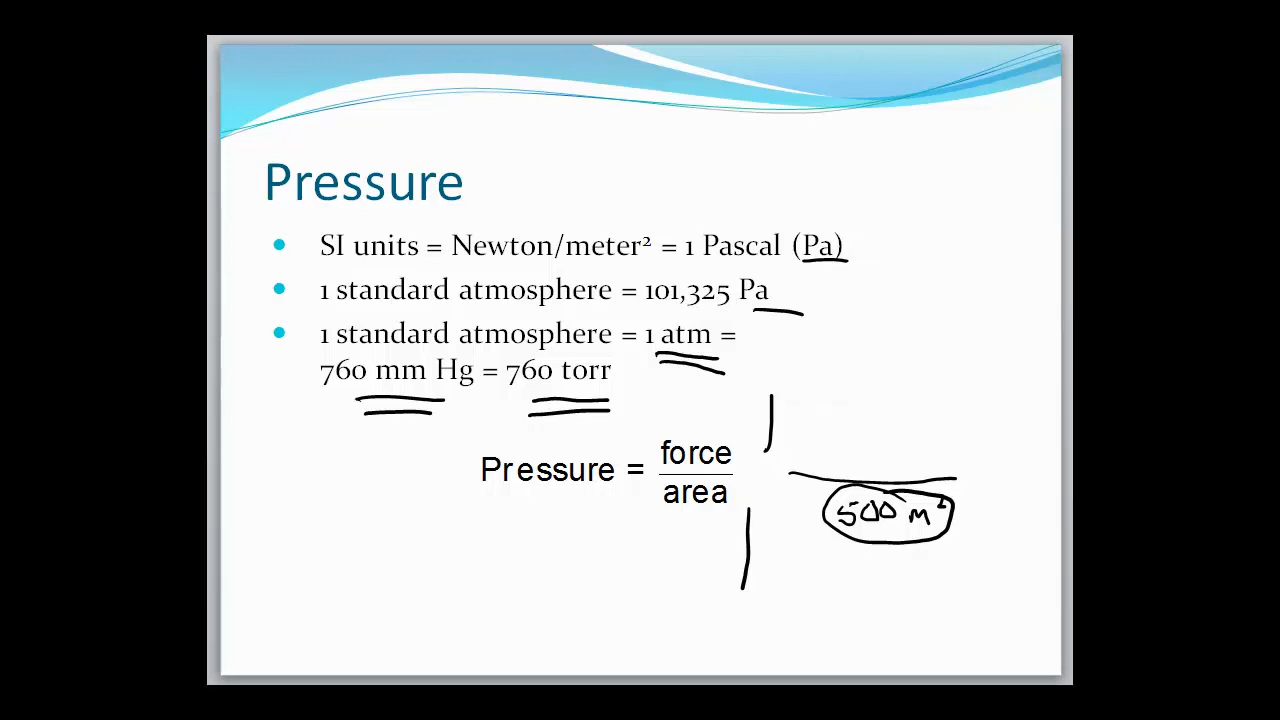 Pressure
SI units = Newton/meter² = 1 Pascal (Pa)
1 standard atmosphere = 101,325 Pa
1 standard atmosphere = 1 atm =
760 mm Hg = 760 torr
Pressure = force
area
500 m²